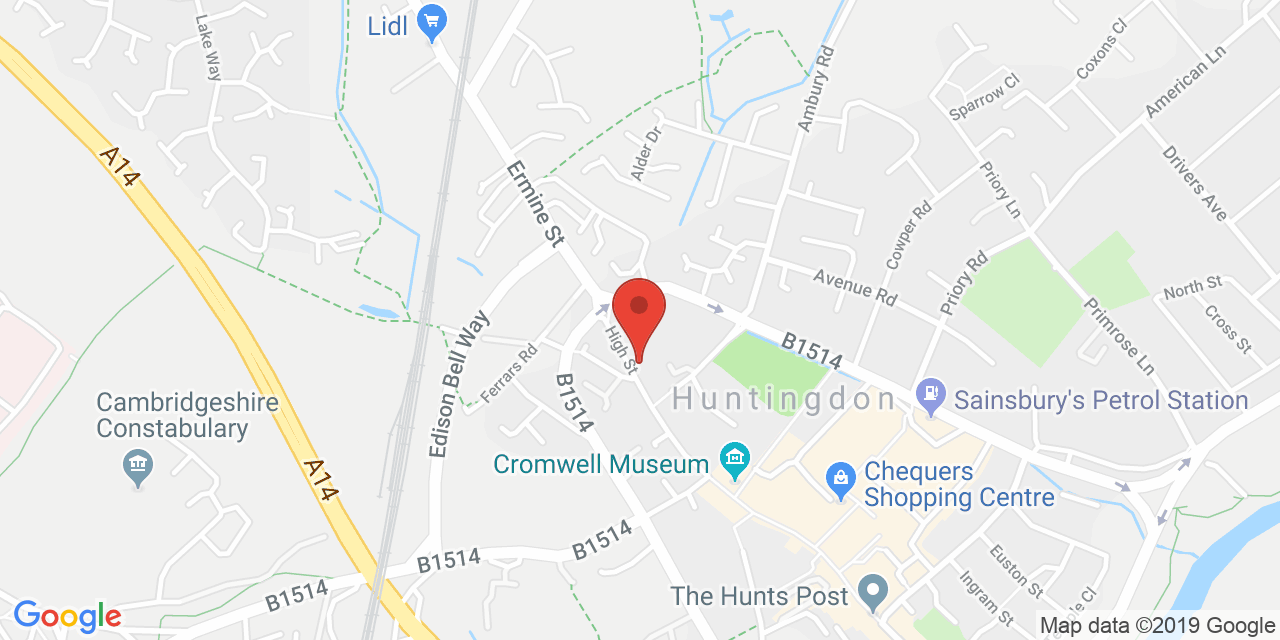 Lidl
Lake Way
Coxons Cl
American Ln
Sparrow Cl
Ambury Rd
Alder Dr
A14
Ermine St
Priory Ln
Drivers Ave
Cowper Rd
Priory Rd
Avenue Rd
North St
Cross St
Primrose Ln
B1514
High St
Edison Bell Way
Ferrars Rd
B1514
Huntingdon
Sainsbury's Petrol Station
Cambridgeshire
Constabulary
Cromwell Museum
Chequers
Shopping Centre
A14
B1514
B1514
B1514
Euston St
Ingram St
The Hunts Post
Google
Map data ©2019 Google